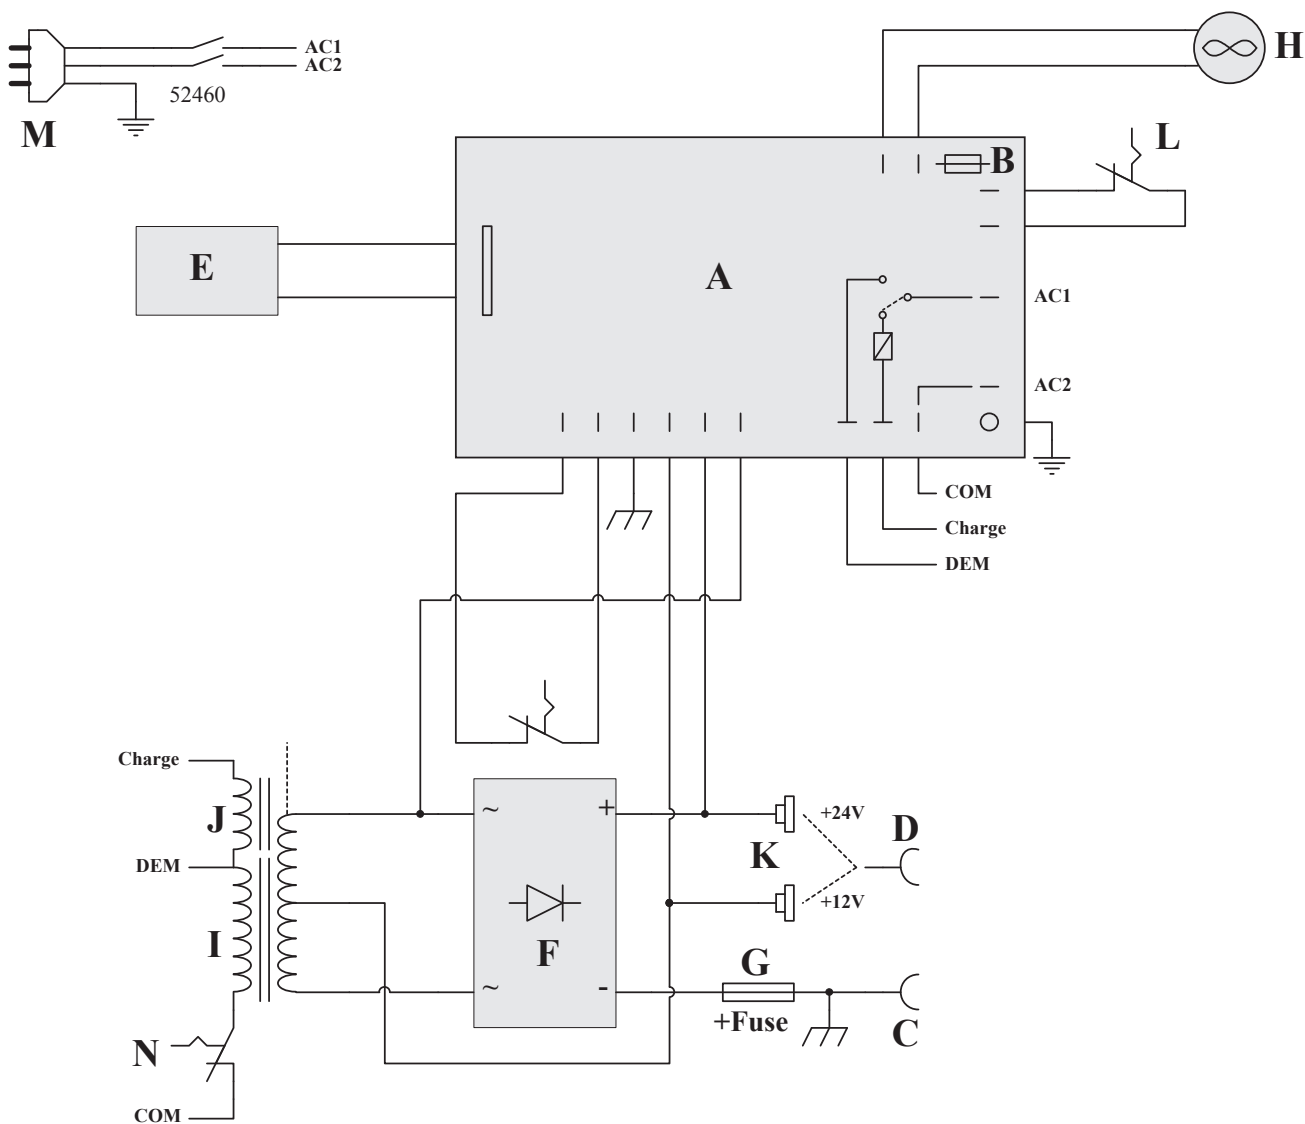 H
AC1
AC2
52460
M
L
B
E
A
AC1
AC2
COM
Charge
DEM
Charge
J
~
+
+24V
D
K
DEM
+12V
I
F
G
~
-
+Fuse
C
N
COM